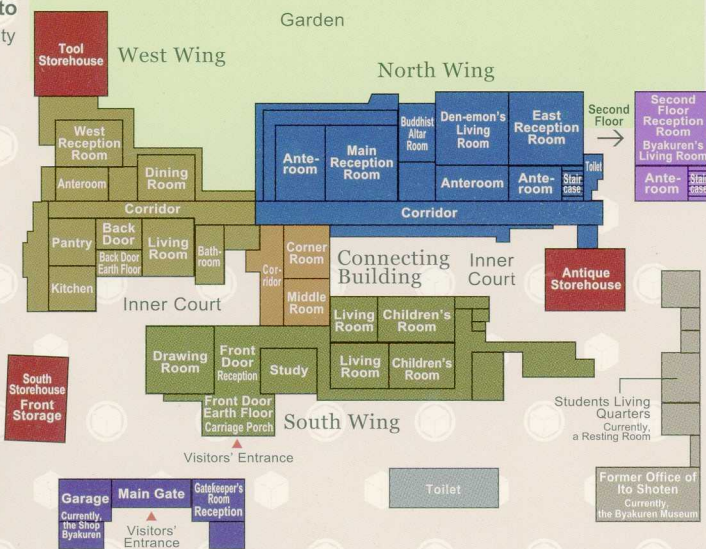 to
ity
Garden
Tool
Storehouse
West Wing
North Wing
West
Reception
Room
Anteroom
Dining
Room
Corridor
Pantry
Back
Door
Back Door
Earth Floor
Living
Room
Bath-
room
Kitchen
Inner Court
Ante-
room
Main
Reception
Room
Buddhist
Altar
Room
Den-emon's
Living
Room
East
Reception
Room
Anteroom
Ante-
room
Stair
case
Toilet
Corridor
Second
Floor
Second
Floor
Reception
Room
Byakuren's
Living Room
Ante-
room
Stair
case
Cor-
ridor
Corner
Room
Middle
Room
Connecting
Building
Inner
Court
Antique
Storehouse
Living
Room
Children's
Room
Living
Room
Children's
Room
Drawing
Room
Front
Door
Reception
Study
Front Door
Earth Floor
Carriage Porch
South Wing
Visitors' Entrance
South
Storehouse
Front
Storage
Students Living
Quarters
Currently,
a Resting Room
Garage
Currently,
the Shop
Byakuren
Main Gate
Gatekeeper's
Room
Reception
Visitors'
Entrance
Toilet
Former Office of
Ito Shoten
Currently,
the Byakuren Museum